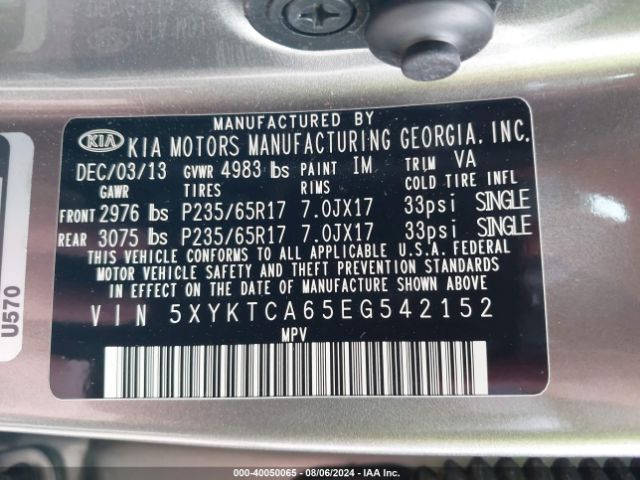 MANUFACTURED BY
KIA KIA MOTORS MANUFACTURING GEORGIA, INC.
DEC/03/13 GVWR 4983 lbs PAINT IM TRIM VA
GAWR TIRES RIMS COLD TIRE INFL
FRONT 2976 lbs P235/65R17 7.0JX17 33psi SINGLE
REAR 3075 lbs P235/65R17 7.0JX17 33psi SINGLE
THIS VEHICLE CONFORMS TO ALL APPLICABLE U.S.A. FEDERAL
MOTOR VEHICLE SAFETY AND THEFT PREVENTION STANDARDS
IN EFFECT ON THE DATE OF MANUFACTURE SHOWN ABOVE.
VIN 5XYKTCA65EG542152
MPV
U570
000-40050065 - 08/06/2024 - IAA Inc.